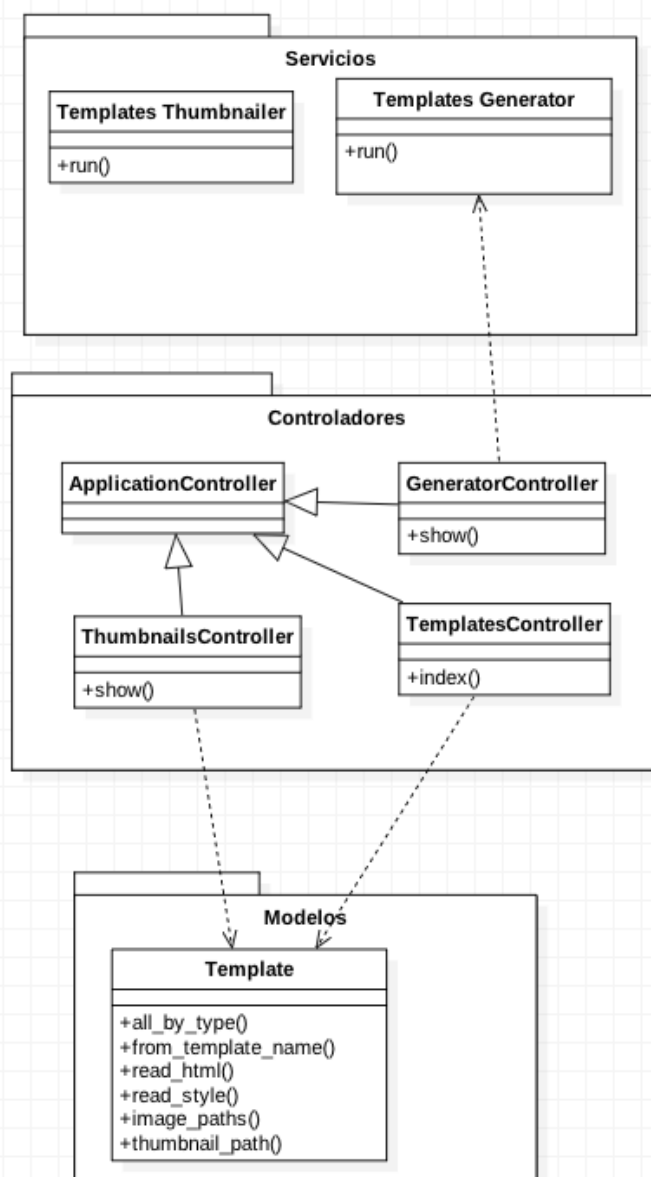 Servicios
Templates Thumbnailer
+run()
Templates Generator
+run()
Controladores
ApplicationController
GeneratorController
+show()
ThumbnailsController
+show()
TemplatesController
+index()
Modelos
Template
+all_by_type()
+from_template_name()
+read_html()
+read_style()
+image_paths()
+thumbnail_path()